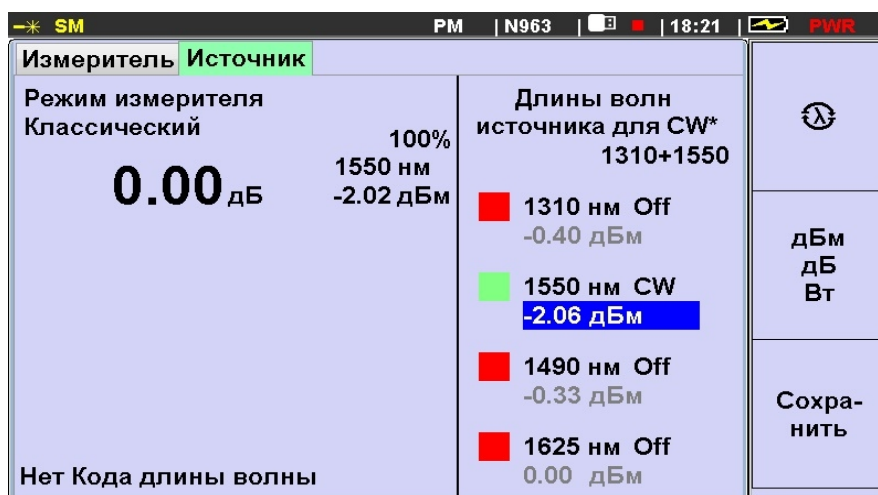 SM PM | N963 | | 18:21 | PWR
Измеритель Источник
Режим измерителя
Классический
100%
1550 нм
0.00 дБ -2.02 дБм
Нет Кода длины волны
Длины волн
источника для CW*
1310+1550
1310 нм Off
-0.40 дБм
1550 нм CW
-2.06 дБм
1490 нм Off
-0.33 дБм
1625 нм Off
0.00 дБм
λ
дБм
дБ
Вт
Сохра-
нить